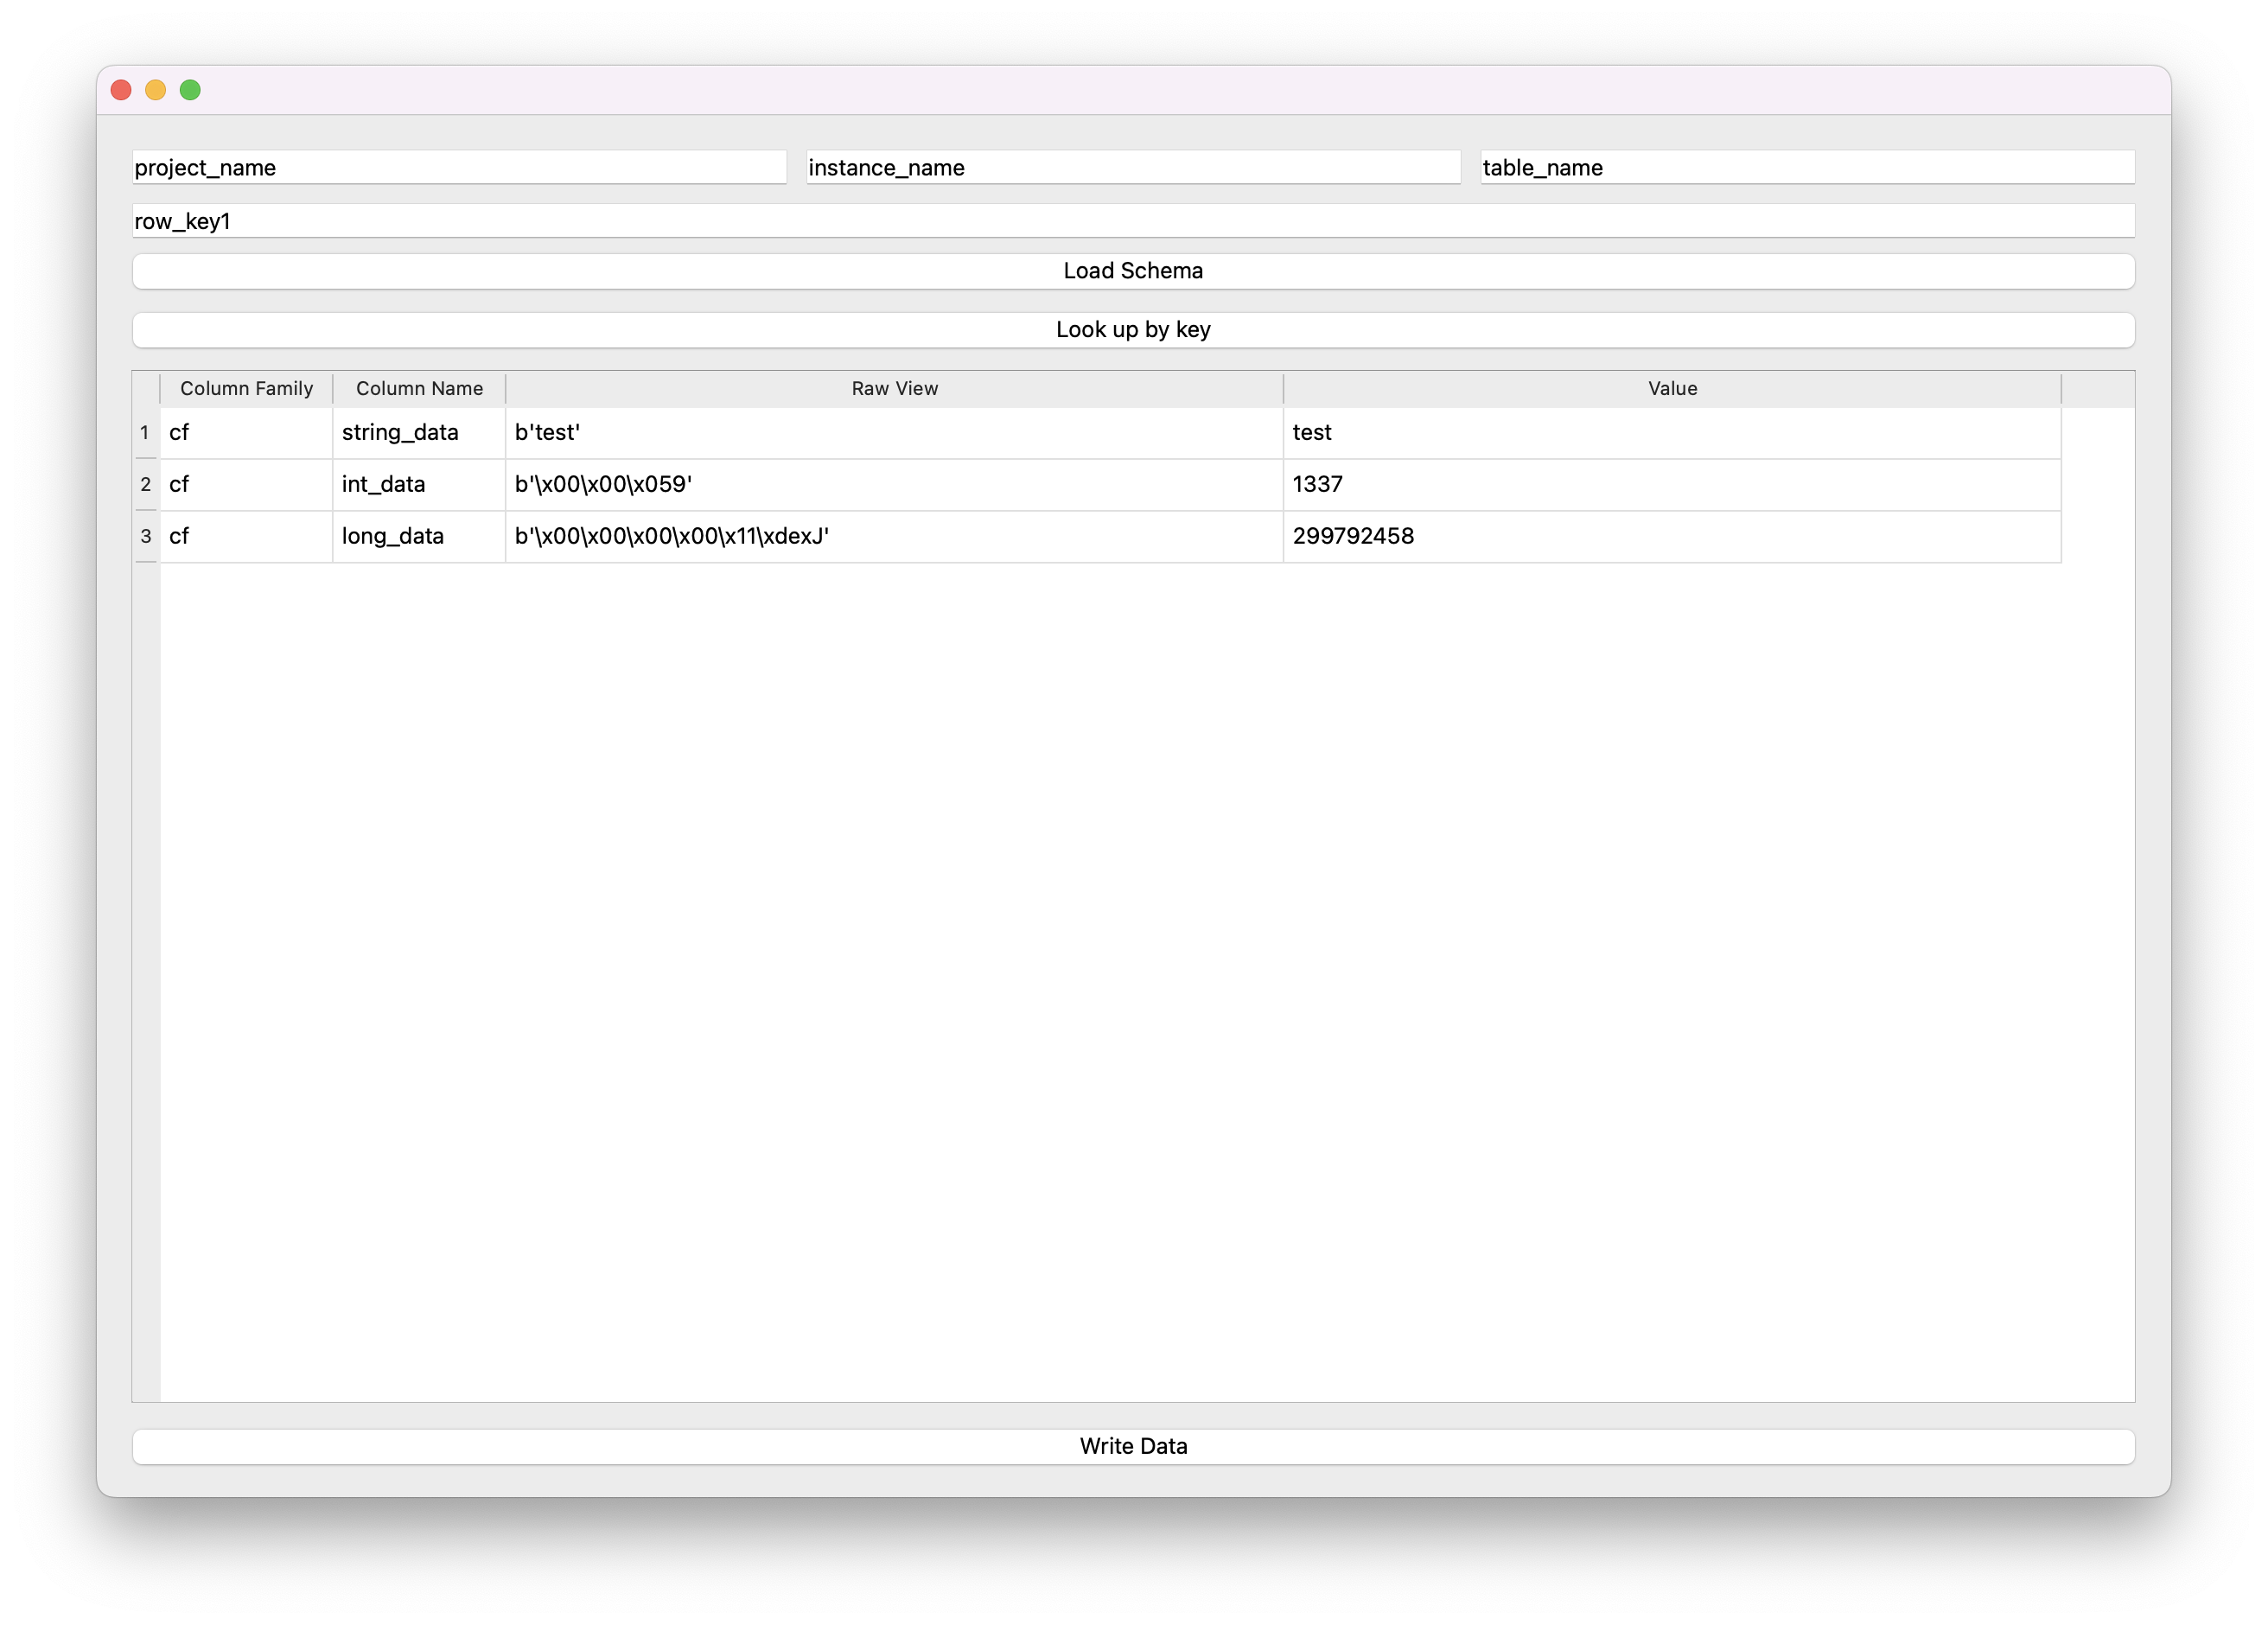 project_name instance_name table_name
row_key1
Load Schema
Look up by key
Column Family Column Name Raw View Value
1 cf string_data b'test' test
2 cf int_data b'\x00\x00\x059' 1337
3 cf long_data b'\x00\x00\x00\x00\x11\xdexJ' 299792458
Write Data